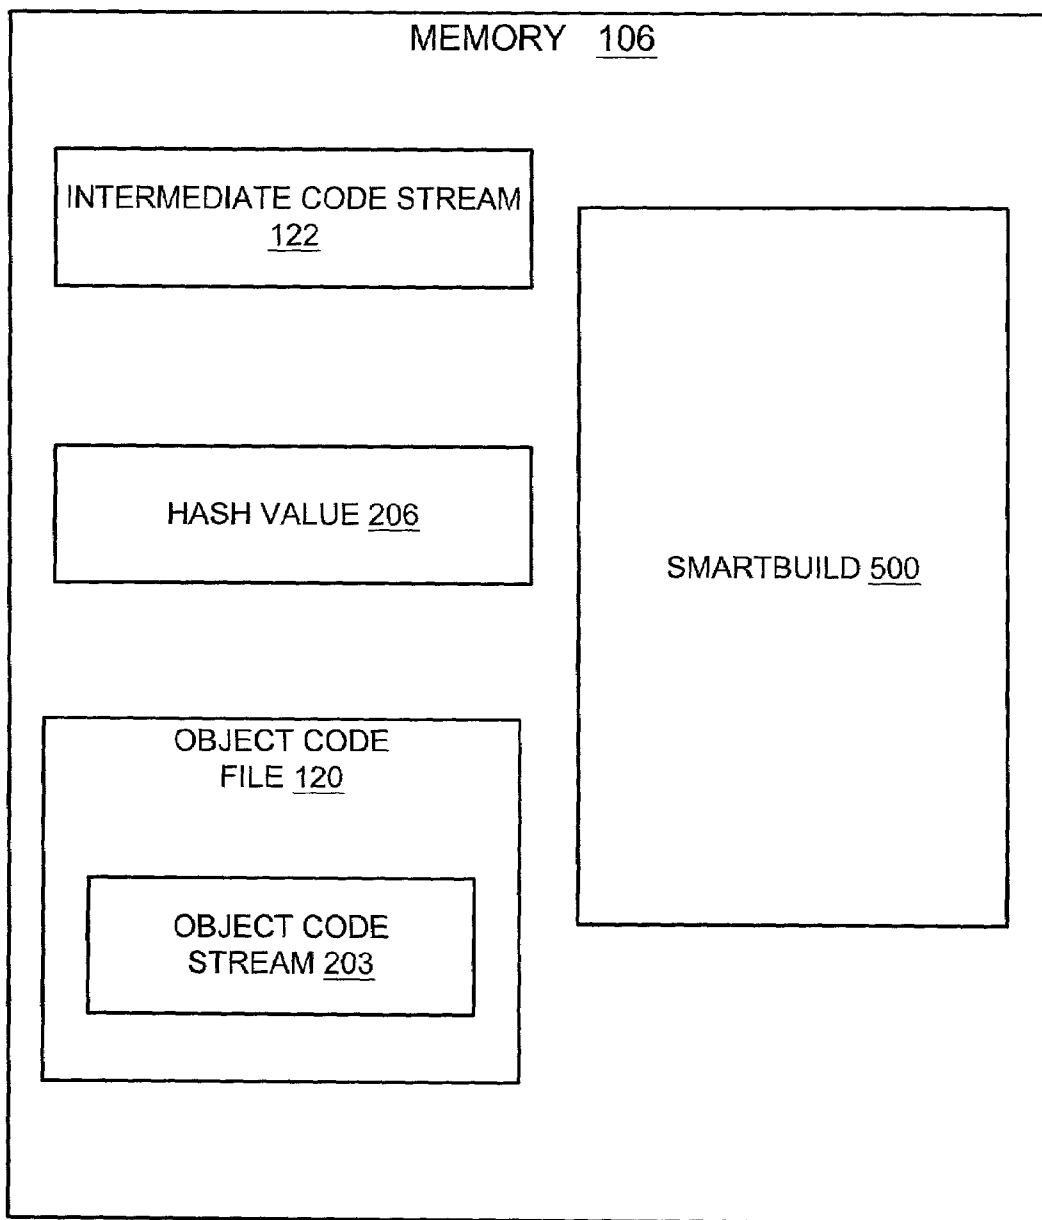 MEMORY 106
INTERMEDIATE CODE STREAM
122
HASH VALUE 206
SMARTBUILD 500
OBJECT CODE
FILE 120
OBJECT CODE
STREAM 203